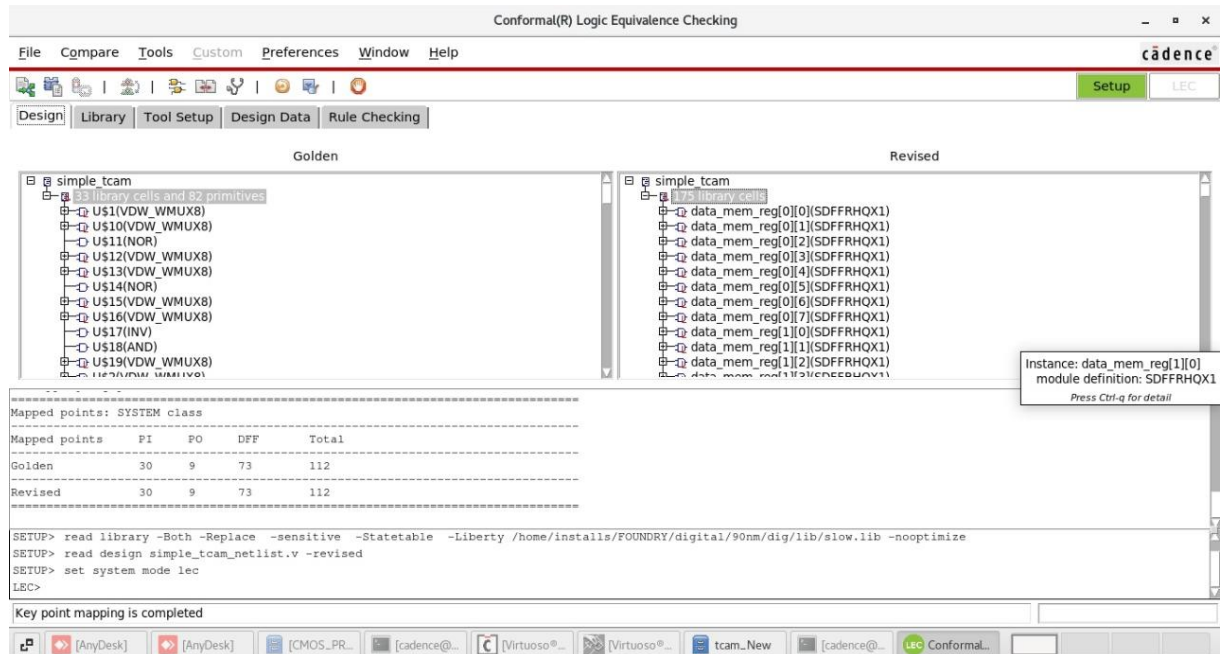 Conformal(R) Logic Equivalence Checking
File Compare Tools Custom Preferences Window Help
cādence
Setup LEC
Design Library Tool Setup Design Data Rule Checking
Golden Revised
simple_tcam
33 library cells and 82 primitives
U$1(VDW_WMUX8)
U$10(VDW_WMUX8)
U$11(NOR)
U$12(VDW_WMUX8)
U$13(VDW_WMUX8)
U$14(NOR)
U$15(VDW_WMUX8)
U$16(VDW_WMUX8)
U$17(INV)
U$18(AND)
U$19(VDW_WMUX8)
U$2(VDW_WMUX8)
simple_tcam
175 library cells
data_mem_reg[0][0](SDFFRHQX1)
data_mem_reg[0][1](SDFFRHQX1)
data_mem_reg[0][2](SDFFRHQX1)
data_mem_reg[0][3](SDFFRHQX1)
data_mem_reg[0][4](SDFFRHQX1)
data_mem_reg[0][5](SDFFRHQX1)
data_mem_reg[0][6](SDFFRHQX1)
data_mem_reg[0][7](SDFFRHQX1)
data_mem_reg[1][0](SDFFRHQX1)
data_mem_reg[1][1](SDFFRHQX1)
data_mem_reg[1][2](SDFFRHQX1)
data_mem_reg[1][3](SDFFRHQX1)
Instance: data_mem_reg[1][0]
module definition: SDFFRHQX1
Press Ctrl-q for detail
Mapped points: SYSTEM class
Mapped points PI PO DFF Total
Golden 30 9 73 112
Revised 30 9 73 112
SETUP> read library -Both -Replace -sensitive -Statetable -Liberty /home/installs/FOUNDRY/digital/90nm/dig/lib/slow.lib -nooptimize
SETUP> read design simple_tcam_netlist.v -revised
SETUP> set system mode lec
LEC>
Key point mapping is completed
[AnyDesk] [AnyDesk] [CMOS_PR... [cadence@... [Virtuoso®... [Virtuoso®... tcam_New [cadence@... LEC Conformal...